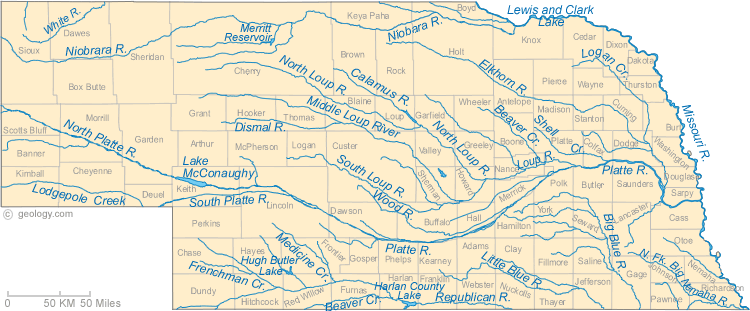 Boyd
Lewis and Clark
Lake
Keya Paha
Dawes
White R.
Sioux
Niobrara R.
Sheridan
Merritt
Reservoir
Niobara R.
Knox
Cedar
Dixon
Dakota
Logan Cr.
Holt
Brown
Rock
Cherry
Box Butte
North Loup R.
Calamus R.
Elkhorn R.
Pierce
Wayne
Thurston
Missouri R.
Morrill
Garden
Grant
Hooker
Thomas
Blaine
Loup
Garfield
Wheeler
Antelope
Madison
Stanton
Cuming
Burt
Middle Loup River
Dismal R.
Beaver Cr.
Shell
Cr.
Scotts Bluff
North Platte R.
Banner
Arthur
McPherson
Logan
Custer
Valley
North Loup R.
Greeley
Boone
Platte
Colfax
Dodge
Washington
Kimball
Cheyenne
Lake
McConaughy
South Loup R.
Sherman
Howard
Nance
Loup R.
Platte R.
Douglas
Sarpy
Lodgepole Creek
Deuel
Keith
Wood R.
Merrick
Polk
Butler
Saunders
© geology.com
South Platte R.
Lincoln
Dawson
Buffalo
Hall
Hamilton
York
Seward
Lancaster
Cass
Perkins
Platte R.
Adams
Clay
Big Blue R.
Otoe
Chase
Hayes
Medicine Cr.
Frontier
Gosper
Phelps
Kearney
Fillmore
Saline
Hugh Butler
Lake
Frenchman Cr.
Little Blue R.
Gage
Johnson
Nemaha
N. Fk. Big Nemaha R.
Dundy
Hitchcock
Red Willow
Furnas
Harlan
Franklin
Webster
Nuckolls
Thayer
Jefferson
Pawnee
Richardson
Harlan County
Lake
Beaver Cr.
Republican R.
0 50 KM 50 Miles